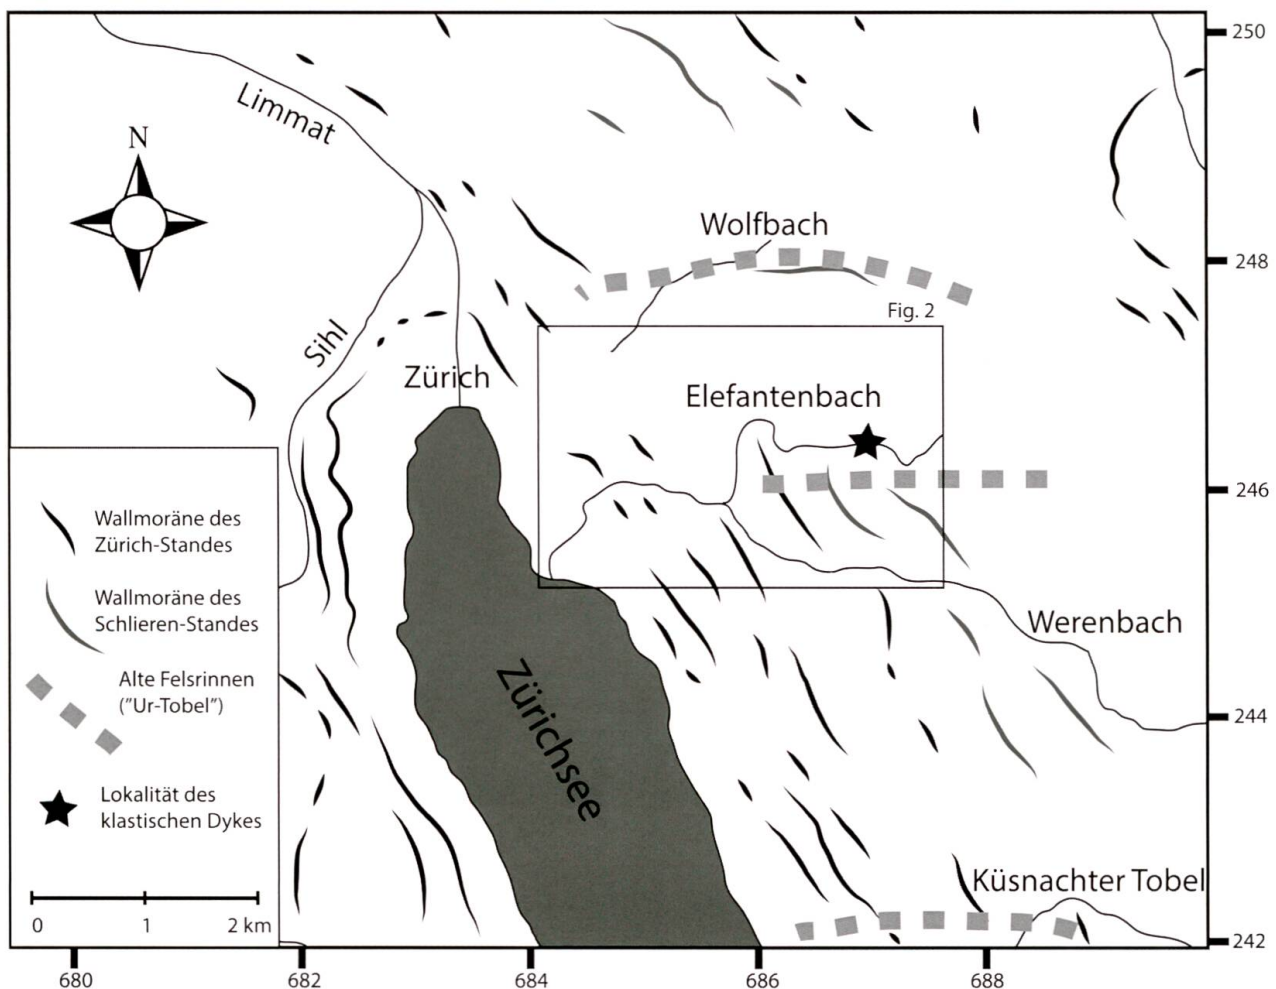 250
Limmat
N
Wolfbach
248
Fig. 2
Sihl
Zürich
Elefantenbach
246
Wallmoräne des
Zürich-Standes
Wallmoräne des
Schlieren-Standes
Werenbach
Alte Felsrinnen
("Ur-Tobel")
244
Zürichsee
Lokalität des
klastischen Dykes
Küsnachter Tobel
0 1 2 km
242
680 682 684 686 688